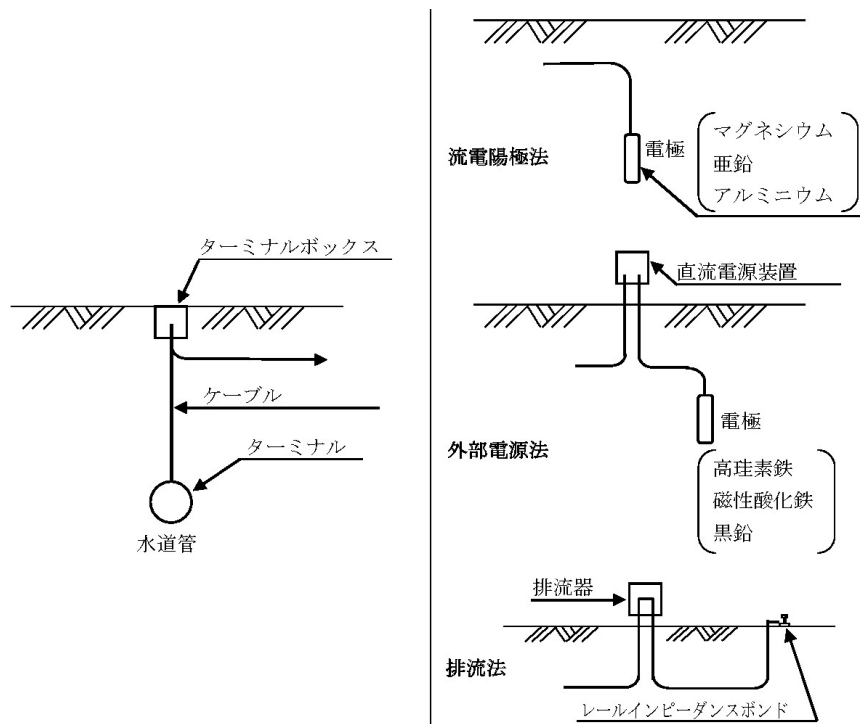 ターミナルボックス
ケーブル
ターミナル
水道管
流電陽極法
電極
マグネシウム
亜鉛
アルミニウム
直流電源装置
外部電源法
電極
高珪素鉄
磁性酸化鉄
黒鉛
排流器
排流法
レールインピーダンスボンド